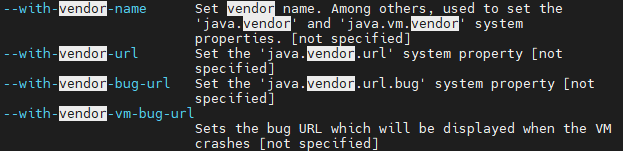 --with-vendor-name      Set vendor name. Among others, used to set the
                        'java.vendor' and 'java.vm.vendor' system
                        properties. [not specified]
--with-vendor-url       Set the 'java.vendor.url' system property [not
                        specified]
--with-vendor-bug-url   Set the 'java.vendor.url.bug' system property [not
                        specified]
--with-vendor-vm-bug-url
                        Sets the bug URL which will be displayed when the VM
                        crashes [not specified]